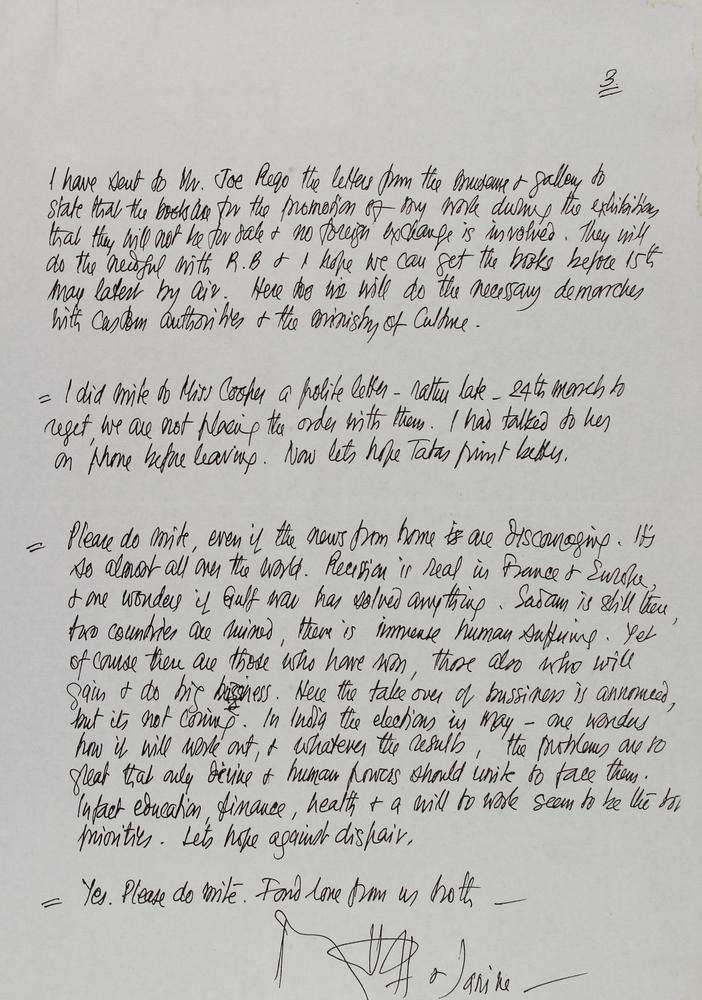 3
I have sent to Mr. Joe Rego the letters from the museum & gallery to
state that the books are for the promotion of my work during the exhibitions
that they will not be for sale & no foreign exchange is involved. They will
do the needful with R.B & I hope we can get the books before 15th
May latest by air. Here we will do the necessary demarches
with Custom authorities & the ministry of Culture.
= I did write to Miss Cooper a polite letter - rather late - 24th march to
reget, we are not placing the order with them. I had talked to her
on phone before leaving. Now lets hope Tatas print better.
= Please do write, even if the news from home are discouraging. It's
so almost all over the world. Recession is real in France & Europe,
& one wonders if Gulf war has solved anything. Sadam is still there,
two countries are ruined, there is immense human suffering. Yet
of course there are those who have won, those also who will
gain & do big business. Here the take over of bussiness is announced,
but its not coming. In India the elections in May - one wonders
how it will work out, & whatever the results, the problems are so
great that only divine & human powers should unite to face them.
Infact education, finance, health & a will to work seem to be the top
priorities. Lets hope against dispair.
= Yes. Please do write. Fond love from us both —
& Janine —